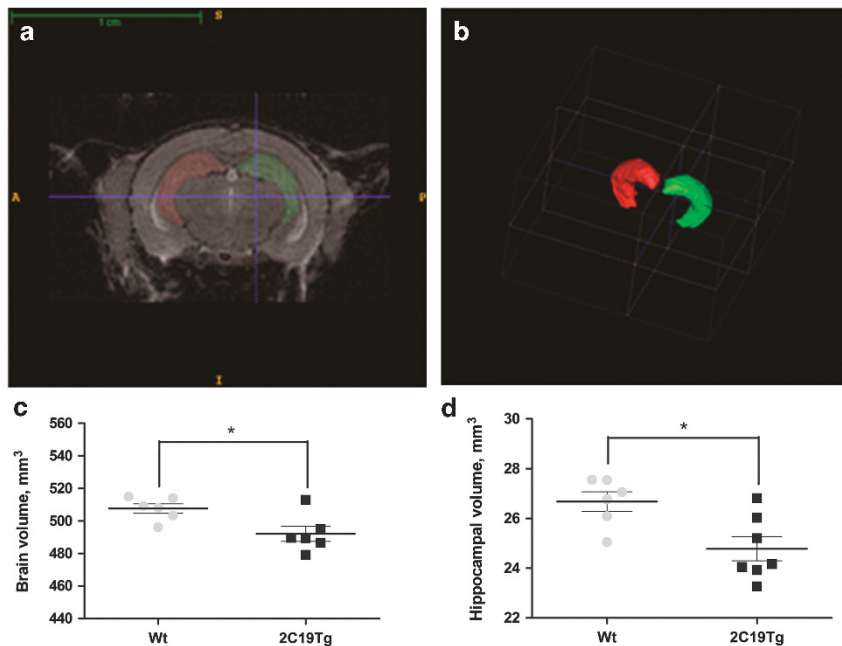 a
1 cm
S
A
P
I
b
c
Brain volume, mm³
560
540
520
500
480
460
440
*
Wt
2C19Tg
d
Hippocampal volume, mm³
30
28
26
24
22
*
Wt
2C19Tg